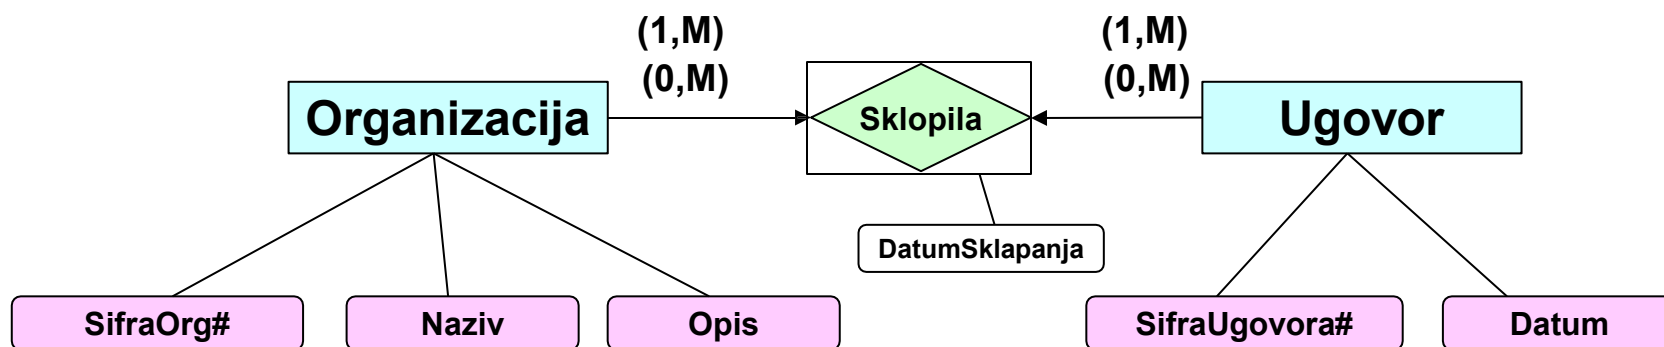 (1,M)
(0,M)
(1,M)
(0,M)
Organizacija
Sklopila
Ugovor
DatumSklapanja
SifraOrg#
Naziv
Opis
SifraUgovora#
Datum